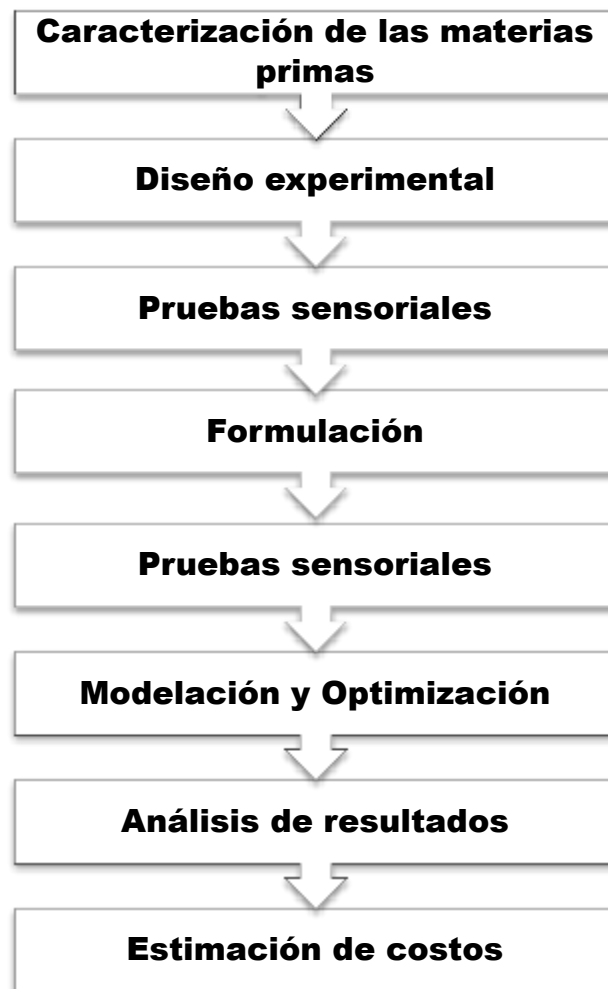 Caracterización de las materias
primas
Diseño experimental
Pruebas sensoriales
Formulación
Pruebas sensoriales
Modelación y Optimización
Análisis de resultados
Estimación de costos